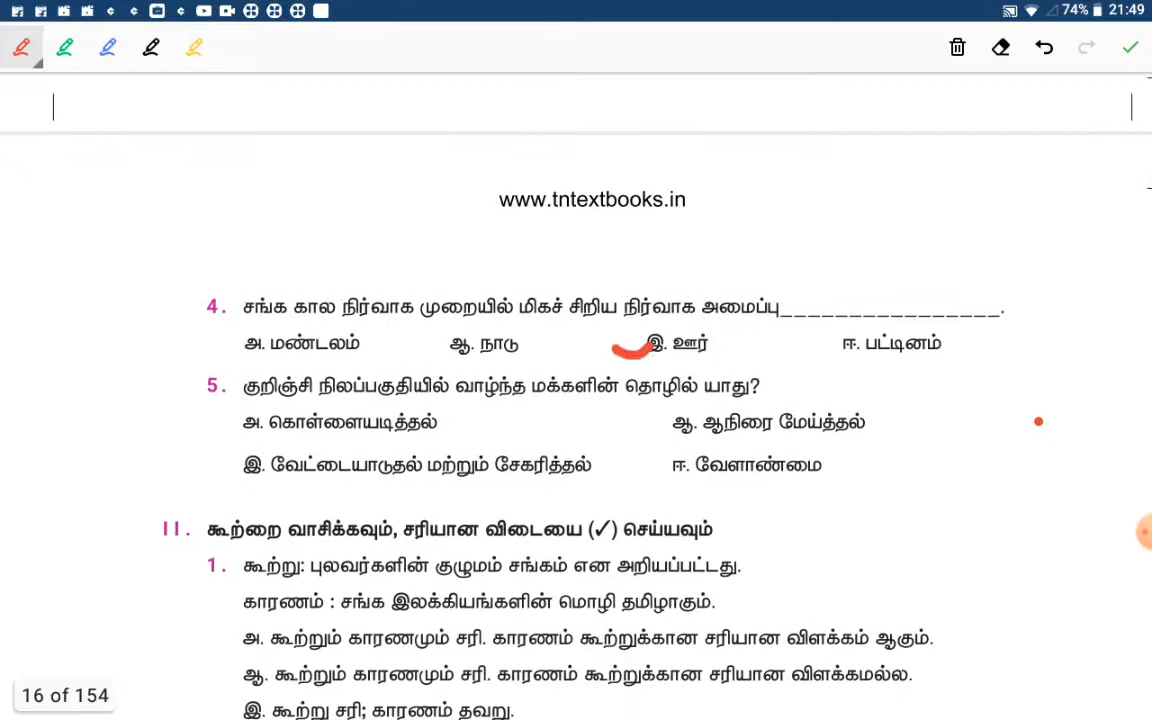 74% 21:49
www.tntextbooks.in
4. சங்க கால நிர்வாக முறையில் மிகச் சிறிய நிர்வாக அமைப்பு________________.
அ. மண்டலம் ஆ. நாடு இ. ஊர் ஈ. பட்டினம்
5. குறிஞ்சி நிலப்பகுதியில் வாழ்ந்த மக்களின் தொழில் யாது?
அ. கொள்ளையடித்தல் ஆ. ஆநிரை மேய்த்தல்
இ. வேட்டையாடுதல் மற்றும் சேகரித்தல் ஈ. வேளாண்மை
II. கூற்றை வாசிக்கவும், சரியான விடையை (✓) செய்யவும்
1. கூற்று: புலவர்களின் குழுமம் சங்கம் என அறியப்பட்டது.
காரணம் : சங்க இலக்கியங்களின் மொழி தமிழாகும்.
அ. கூற்றும் காரணமும் சரி. காரணம் கூற்றுக்கான சரியான விளக்கம் ஆகும்.
ஆ. கூற்றும் காரணமும் சரி. காரணம் கூற்றுக்கான சரியான விளக்கமல்ல.
இ. கூற்று சரி; காரணம் தவறு.
16 of 154